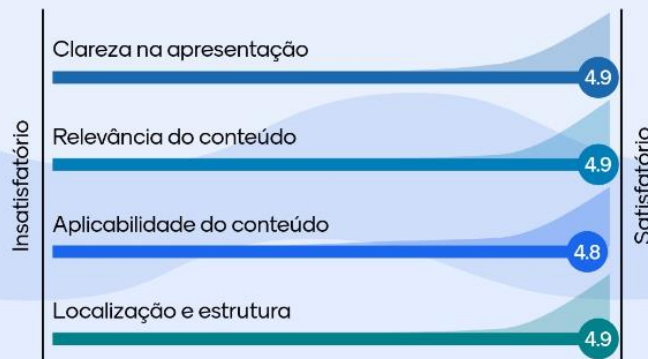 Insatisfatório
Clareza na apresentação
4.9
Relevância do conteúdo
4.9
Aplicabilidade do conteúdo
4.8
Localização e estrutura
4.9
Satisfatório